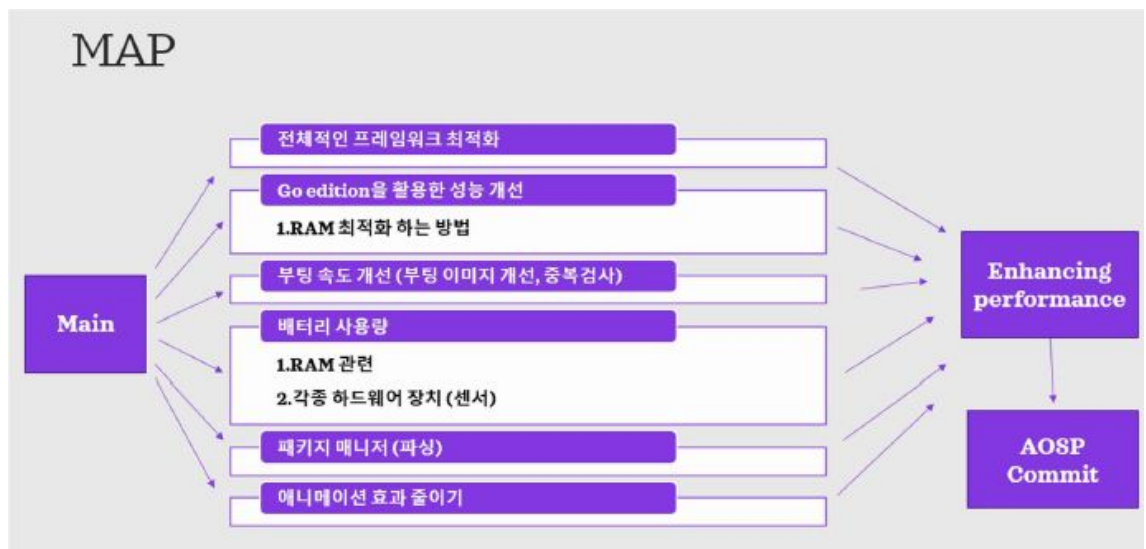 MAP
전체적인 프레임워크 최적화
Go edition을 활용한 성능 개선
1.RAM 최적화 하는 방법
부팅 속도 개선 (부팅 이미지 개선, 중복검사)
Main
배터리 사용량
1.RAM 관련
2.각종 하드웨어 장치 (센서)
패키지 매니저 (파싱)
애니메이션 효과 줄이기
Enhancing
performance
AOSP
Commit